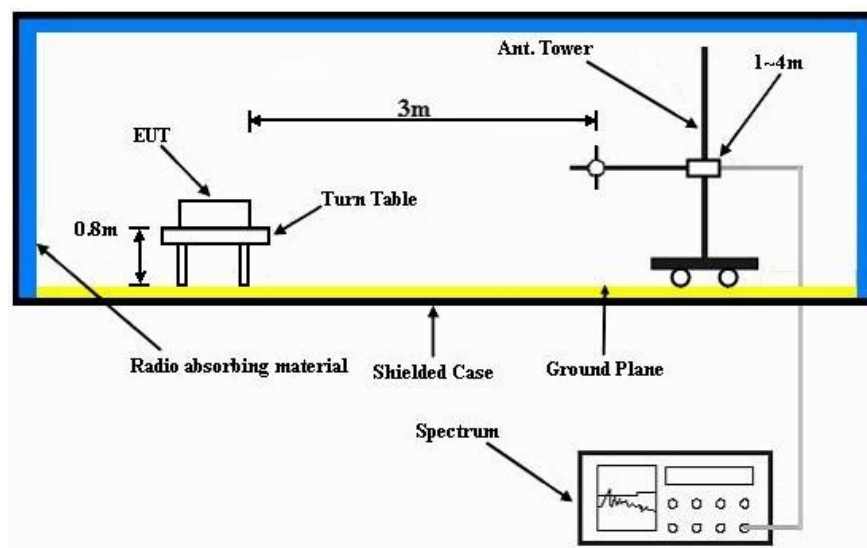 Ant. Tower
1~4m
3m
EUT
Turn Table
0.8m
Radio absorbing material
Shielded Case
Ground Plane
Spectrum